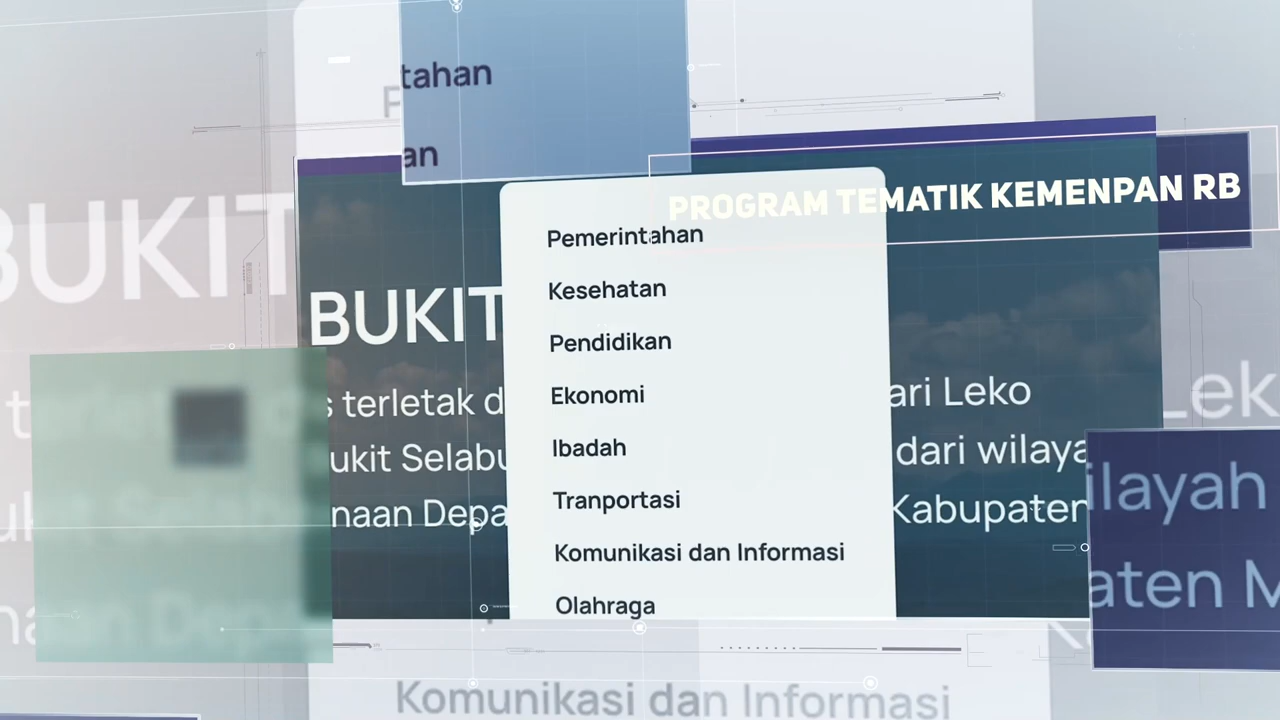 tahan
an
PROGRAM TEMATIK KEMENPAN RB
Pemerintahan
Kesehatan
Pendidikan
Ekonomi
Ibadah
Tranportasi
Komunikasi dan Informasi
Olahraga
BUKIT
BUKIT
s terletak d
ari Leko
ukit Selabu
dari wilaya
naan Depa
Kabupaten
Lek
ilayah
aten M
Komunikasi dan Informasi